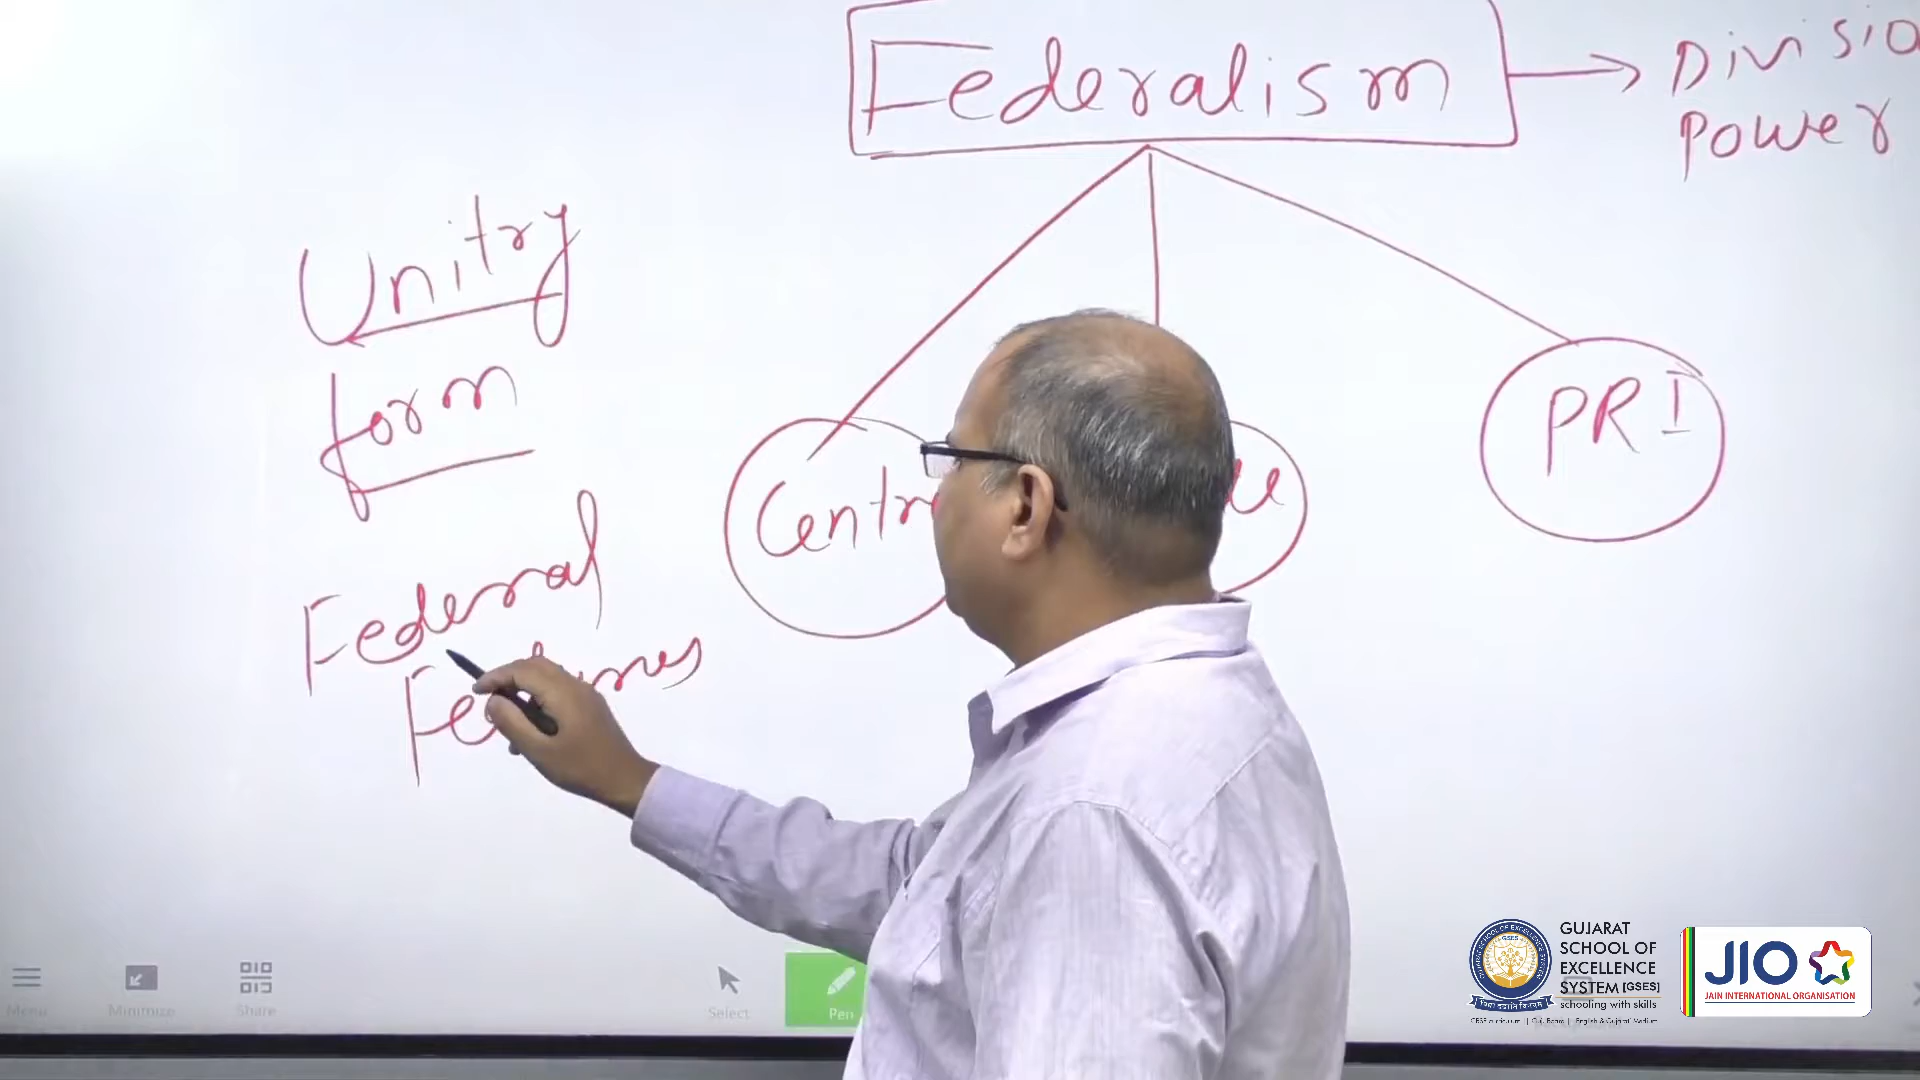 Federalism
Divisio
Power
Unitry
form
Centr
PRI
Federal
Menu
Minimize
Share
Select
Pen
GUJARAT
SCHOOL OF
EXCELLENCE
SYSTEM [GSES]
schooling with skills
JIO
JAIN INTERNATIONAL ORGANISATION